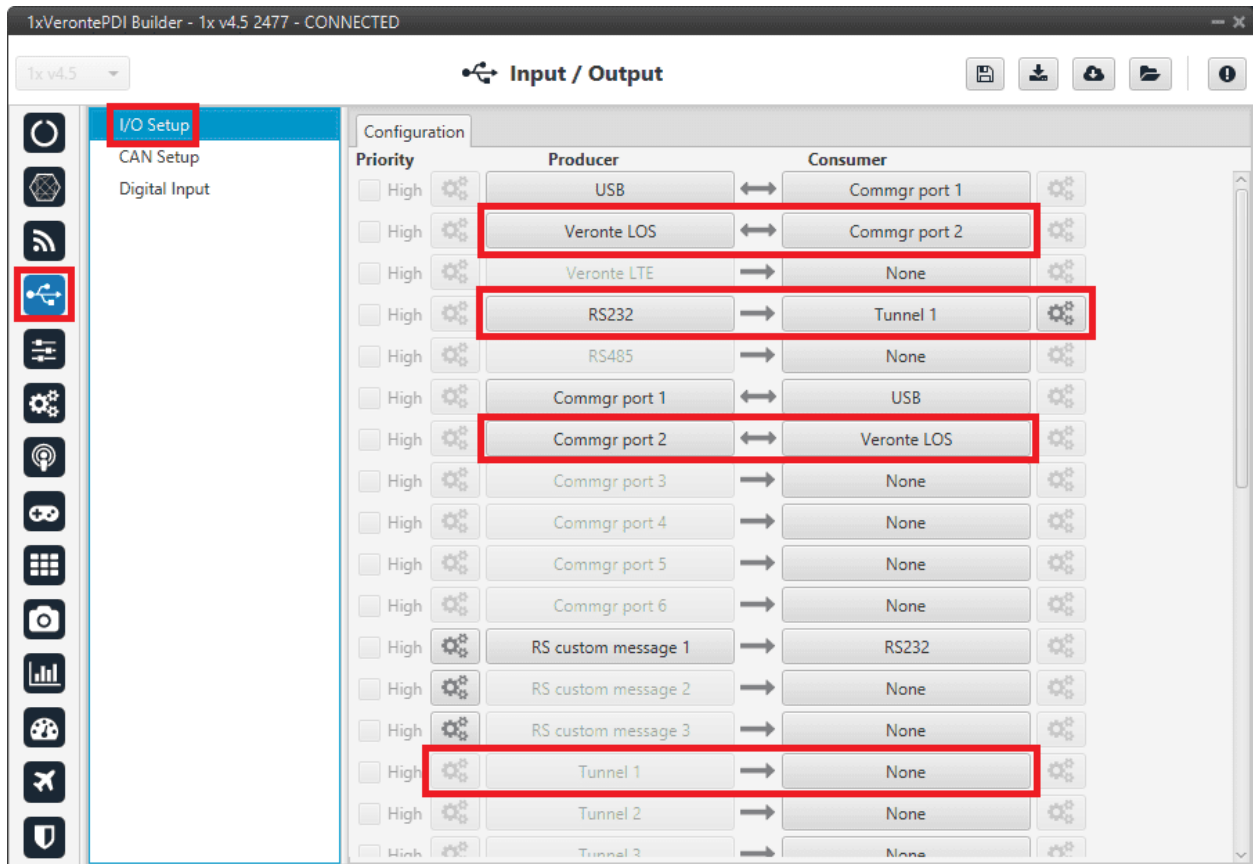 1xVerontePDI Builder - 1x v4.5 2477 - CONNECTED
1x v4.5
Input / Output
I/O Setup
CAN Setup
Digital Input
Configuration
Priority Producer Consumer
High USB Commgr port 1
High Veronte LOS Commgr port 2
High Veronte LTE None
High RS232 Tunnel 1
High RS485 None
High Commgr port 1 USB
High Commgr port 2 Veronte LOS
High Commgr port 3 None
High Commgr port 4 None
High Commgr port 5 None
High Commgr port 6 None
High RS custom message 1 RS232
High RS custom message 2 None
High RS custom message 3 None
High Tunnel 1 None
High Tunnel 2 None
High Tunnel 3 None